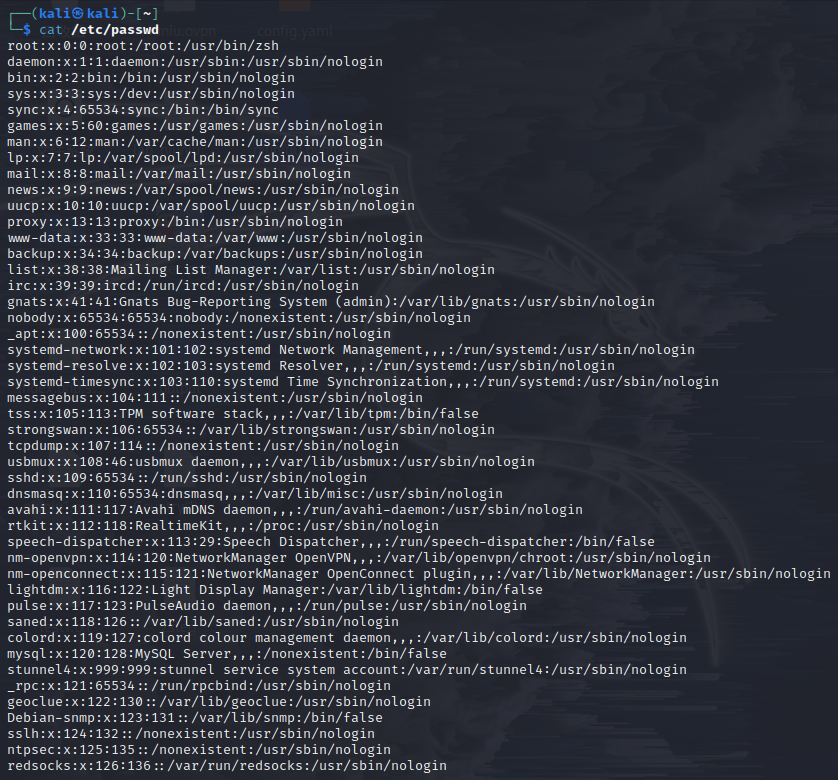 ┌──(kali㉿kali)-[~]
└─$ cat /etc/passwd
root:x:0:0:root:/root:/usr/bin/zsh
daemon:x:1:1:daemon:/usr/sbin:/usr/sbin/nologin
bin:x:2:2:bin:/bin:/usr/sbin/nologin
sys:x:3:3:sys:/dev:/usr/sbin/nologin
sync:x:4:65534:sync:/bin:/bin/sync
games:x:5:60:games:/usr/games:/usr/sbin/nologin
man:x:6:12:man:/var/cache/man:/usr/sbin/nologin
lp:x:7:7:lp:/var/spool/lpd:/usr/sbin/nologin
mail:x:8:8:mail:/var/mail:/usr/sbin/nologin
news:x:9:9:news:/var/spool/news:/usr/sbin/nologin
uucp:x:10:10:uucp:/var/spool/uucp:/usr/sbin/nologin
proxy:x:13:13:proxy:/bin:/usr/sbin/nologin
www-data:x:33:33:www-data:/var/www:/usr/sbin/nologin
backup:x:34:34:backup:/var/backups:/usr/sbin/nologin
list:x:38:38:Mailing List Manager:/var/list:/usr/sbin/nologin
irc:x:39:39:ircd:/run/ircd:/usr/sbin/nologin
gnats:x:41:41:Gnats Bug-Reporting System (admin):/var/lib/gnats:/usr/sbin/nologin
nobody:x:65534:65534:nobody:/nonexistent:/usr/sbin/nologin
_apt:x:100:65534::/nonexistent:/usr/sbin/nologin
systemd-network:x:101:102:systemd Network Management,,,:/run/systemd:/usr/sbin/nologin
systemd-resolve:x:102:103:systemd Resolver,,,:/run/systemd:/usr/sbin/nologin
systemd-timesync:x:103:110:systemd Time Synchronization,,,:/run/systemd:/usr/sbin/nologin
messagebus:x:104:111::/nonexistent:/usr/sbin/nologin
tss:x:105:113:TPM software stack,,,:/var/lib/tpm:/bin/false
strongswan:x:106:65534::/var/lib/strongswan:/usr/sbin/nologin
tcpdump:x:107:114::/nonexistent:/usr/sbin/nologin
usbmux:x:108:46:usbmux daemon,,,:/var/lib/usbmux:/usr/sbin/nologin
sshd:x:109:65534::/run/sshd:/usr/sbin/nologin
dnsmasq:x:110:65534:dnsmasq,,,:/var/lib/misc:/usr/sbin/nologin
avahi:x:111:117:Avahi mDNS daemon,,,:/run/avahi-daemon:/usr/sbin/nologin
rtkit:x:112:118:RealtimeKit,,,:/proc:/usr/sbin/nologin
speech-dispatcher:x:113:29:Speech Dispatcher,,,:/run/speech-dispatcher:/bin/false
nm-openvpn:x:114:120:NetworkManager OpenVPN,,,:/var/lib/openvpn/chroot:/usr/sbin/nologin
nm-openconnect:x:115:121:NetworkManager OpenConnect plugin,,,:/var/lib/NetworkManager:/usr/sbin/nologin
lightdm:x:116:122:Light Display Manager:/var/lib/lightdm:/bin/false
pulse:x:117:123:PulseAudio daemon,,,:/run/pulse:/usr/sbin/nologin
saned:x:118:126::/var/lib/saned:/usr/sbin/nologin
colord:x:119:127:colord colour management daemon,,,:/var/lib/colord:/usr/sbin/nologin
mysql:x:120:128:MySQL Server,,,:/nonexistent:/bin/false
stunnel4:x:999:999:stunnel service system account:/var/run/stunnel4:/usr/sbin/nologin
_rpc:x:121:65534::/run/rpcbind:/usr/sbin/nologin
geoclue:x:122:130::/var/lib/geoclue:/usr/sbin/nologin
Debian-snmp:x:123:131::/var/lib/snmp:/bin/false
sslh:x:124:132::/nonexistent:/usr/sbin/nologin
ntpsec:x:125:135::/nonexistent:/usr/sbin/nologin
redsocks:x:126:136::/var/run/redsocks:/usr/sbin/nologin